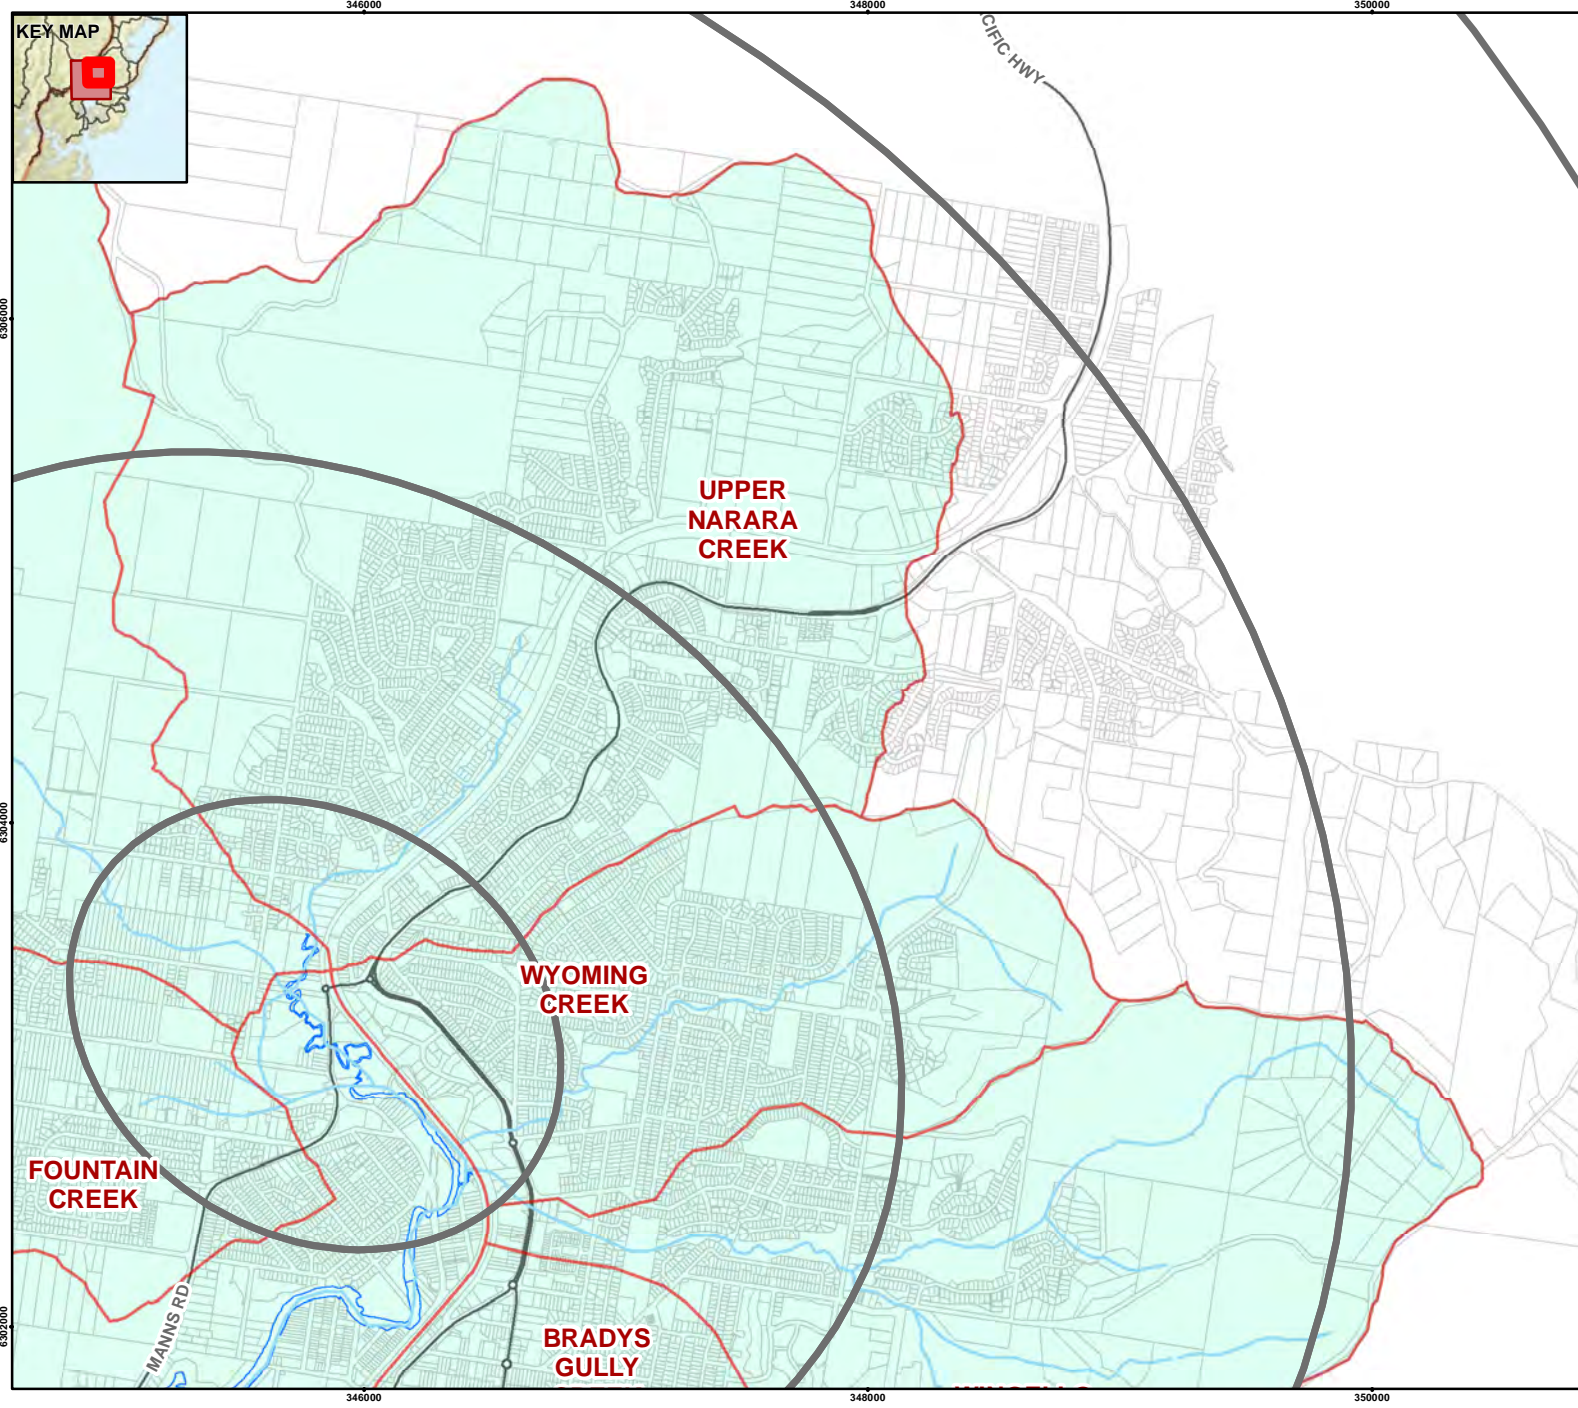 346000
348000
350000
KEY MAP
CIFIC HWY
6306000
UPPER
NARARA
CREEK
6304000
WYOMING
CREEK
FOUNTAIN
CREEK
MANNS RD
6302000
BRADYS
GULLY
346000
348000
350000